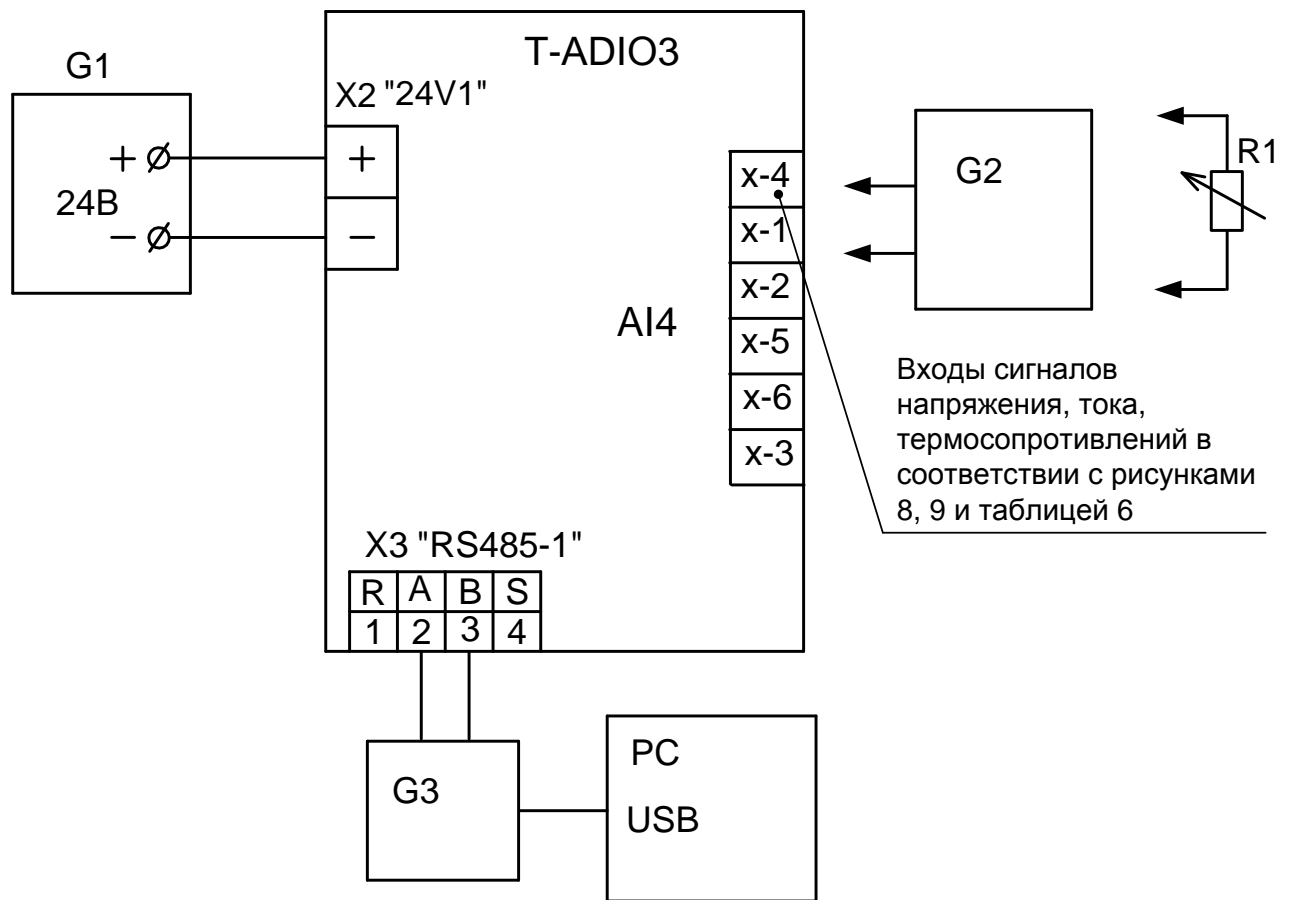 T-ADIO3
G1
X2 "24V1"
+
24В
−
+
−
x-4
x-1
x-2
x-5
x-6
x-3
AI4
G2
R1
Входы сигналов
напряжения, тока,
термосопротивлений в
соответствии с рисунками
8, 9 и таблицей 6
X3 "RS485-1"
R A B S
1 2 3 4
G3
PC
USB